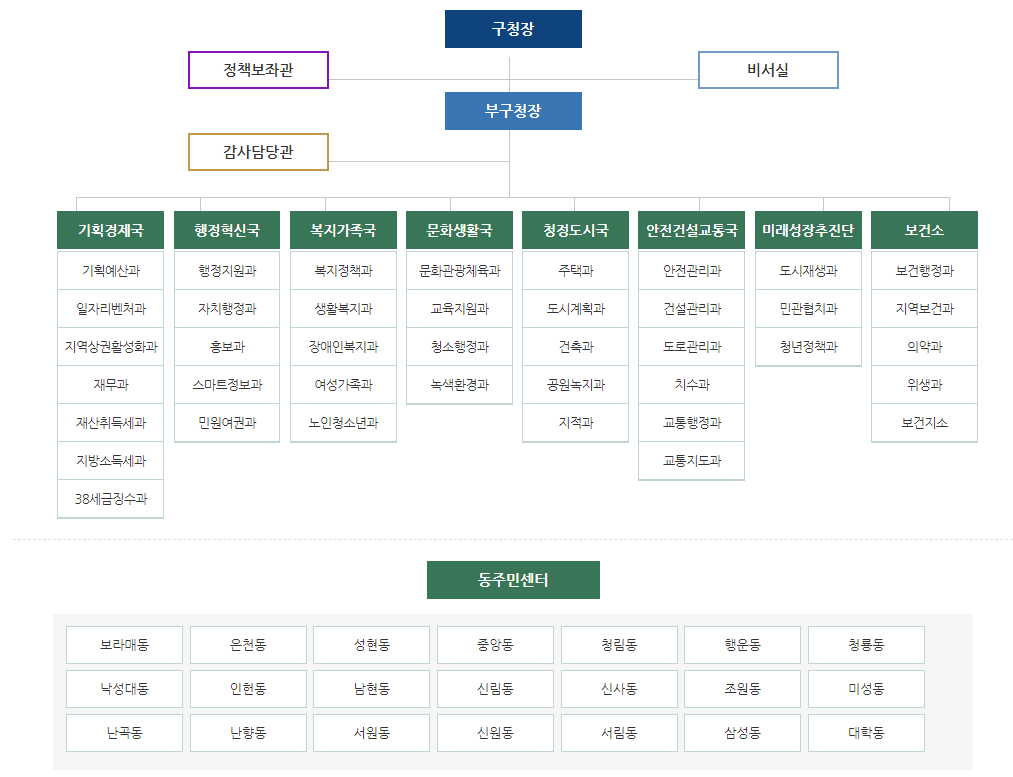 구청장
정책보좌관
비서실
부구청장
감사담당관
기획경제국
기획예산과
일자리벤처과
지역상권활성화과
재무과
재산취득세과
지방소득세과
38세금징수과
행정혁신국
행정지원과
자치행정과
홍보과
스마트정보과
민원여권과
복지가족국
복지정책과
생활복지과
장애인복지과
여성가족과
노인청소년과
문화생활국
문화관광체육과
교육지원과
청소행정과
녹색환경과
청정도시국
주택과
도시계획과
건축과
공원녹지과
지적과
안전건설교통국
안전관리과
건설관리과
도로관리과
치수과
교통행정과
교통지도과
미래성장추진단
도시재생과
민관협치과
청년정책과
보건소
보건행정과
지역보건과
의약과
위생과
보건지소
동주민센터
보라매동 은천동 성현동 중앙동 청림동 행운동 청룡동
낙성대동 인헌동 남현동 신림동 신사동 조원동 미성동
난곡동 난향동 서원동 신원동 서림동 삼성동 대학동